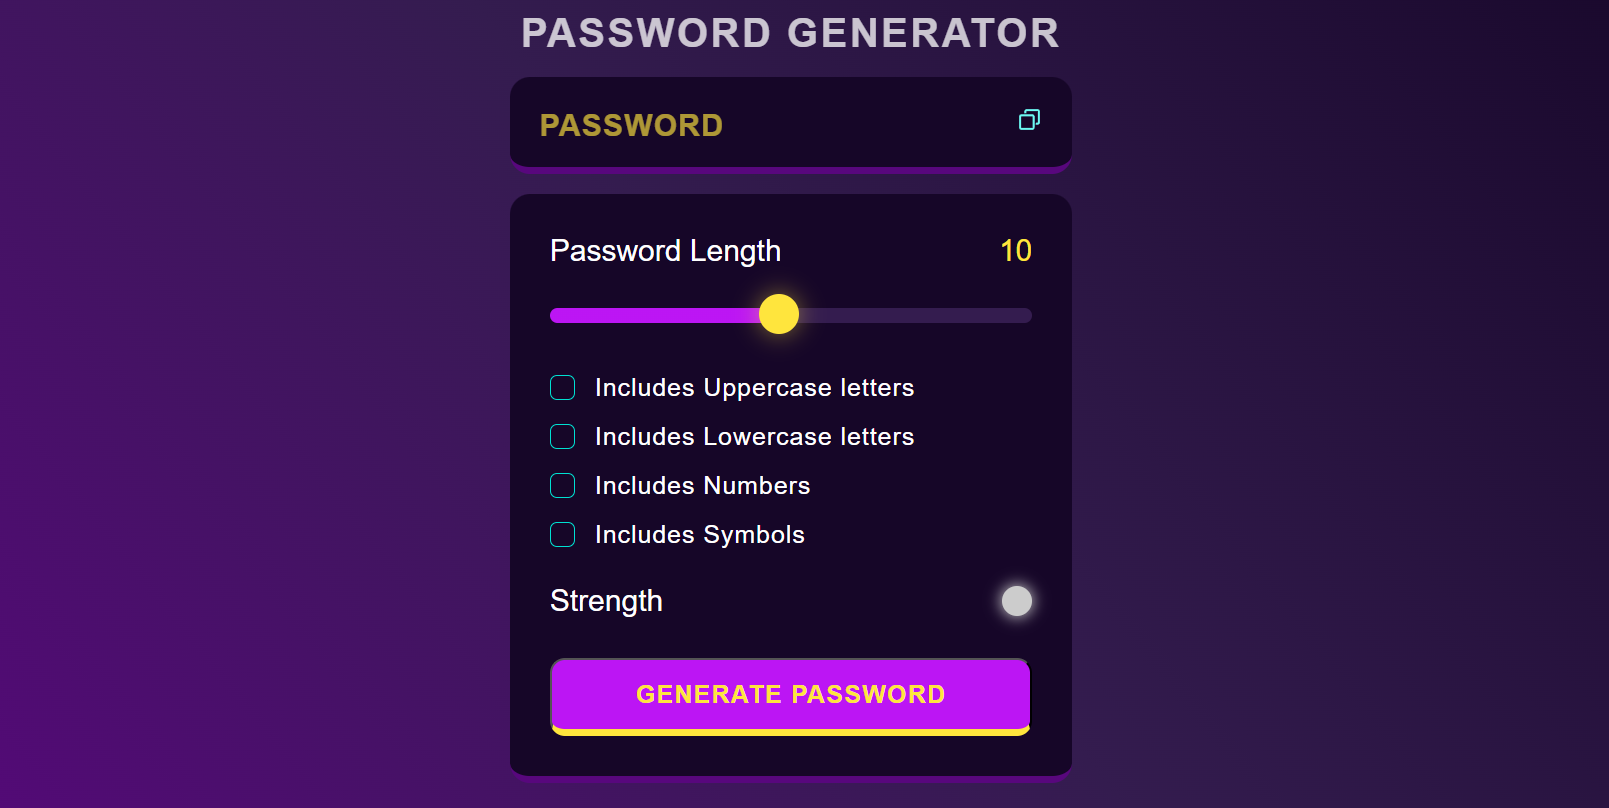 PASSWORD GENERATOR
PASSWORD
Password Length 10
Includes Uppercase letters
Includes Lowercase letters
Includes Numbers
Includes Symbols
Strength
GENERATE PASSWORD